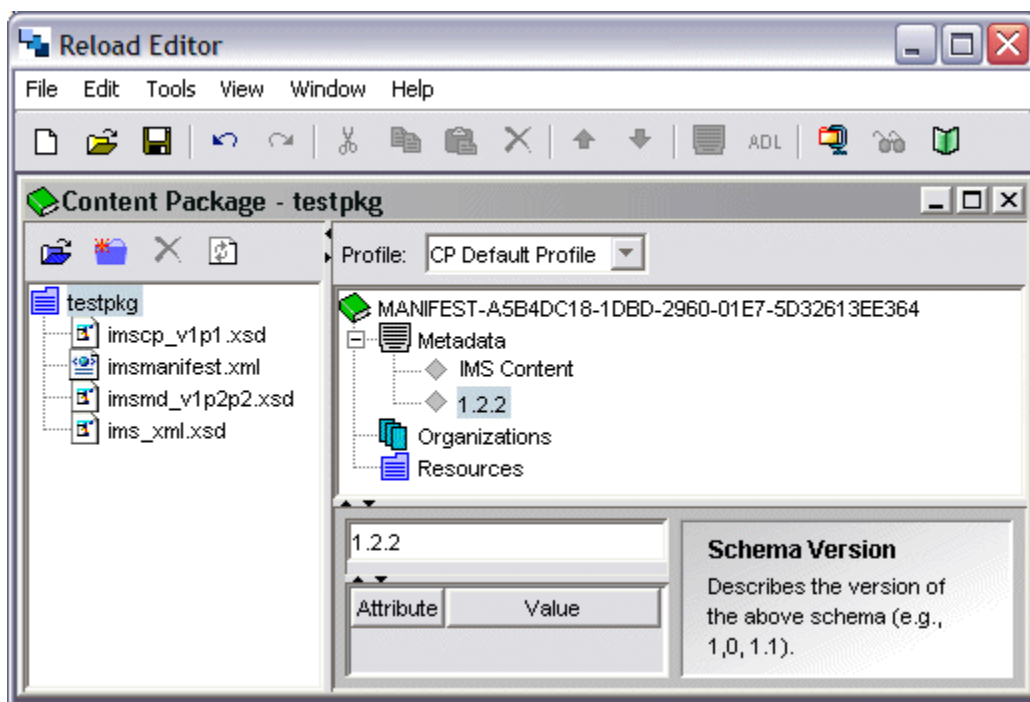 Reload Editor
File Edit Tools View Window Help
ADL
Content Package - testpkg
Profile: CP Default Profile
testpkg
imscp_v1p1.xsd
imsmanifest.xml
imsmd_v1p2p2.xsd
ims_xml.xsd
MANIFEST-A5B4DC18-1DBD-2960-01E7-5D32613EE364
Metadata
IMS Content
1.2.2
Organizations
Resources
1.2.2
Attribute Value
Schema Version
Describes the version of
the above schema (e.g.,
1,0, 1.1).